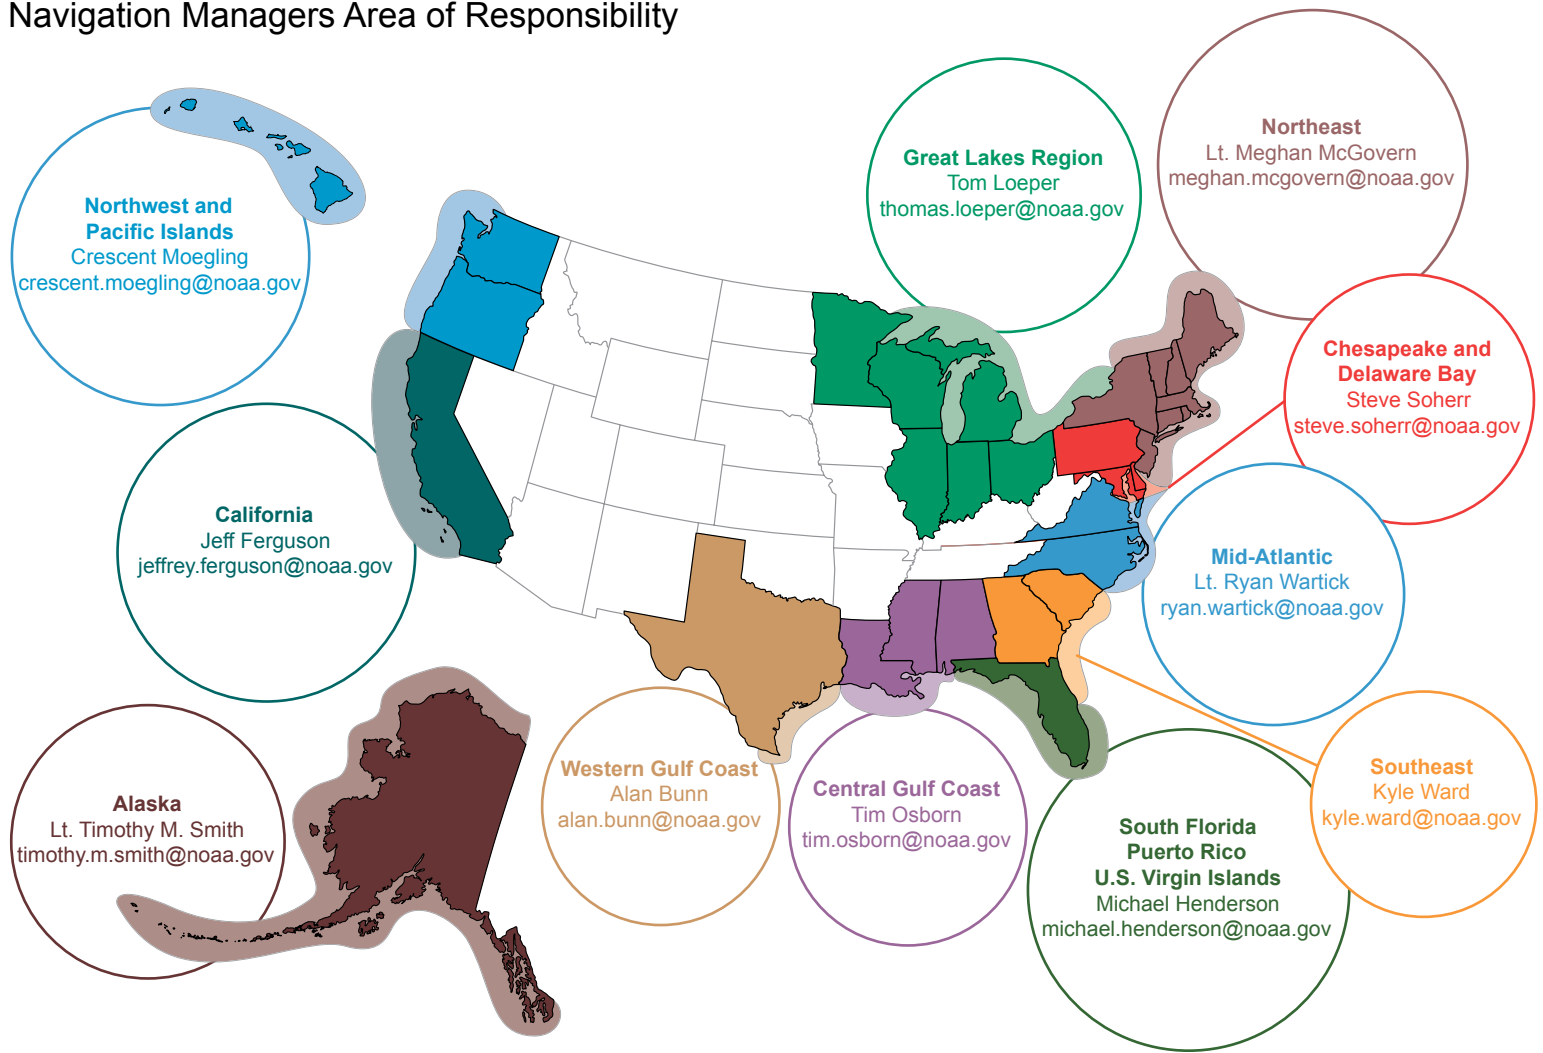 Navigation Managers Area of Responsibility
Northwest and
Pacific Islands
Crescent Moegling
crescent.moegling@noaa.gov
Great Lakes Region
Tom Loeper
thomas.loeper@noaa.gov
Northeast
Lt. Meghan McGovern
meghan.mcgovern@noaa.gov
Chesapeake and
Delaware Bay
Steve Soherr
steve.soherr@noaa.gov
California
Jeff Ferguson
jeffrey.ferguson@noaa.gov
Mid-Atlantic
Lt. Ryan Wartick
ryan.wartick@noaa.gov
Alaska
Lt. Timothy M. Smith
timothy.m.smith@noaa.gov
Western Gulf Coast
Alan Bunn
alan.bunn@noaa.gov
Central Gulf Coast
Tim Osborn
tim.osborn@noaa.gov
South Florida
Puerto Rico
U.S. Virgin Islands
Michael Henderson
michael.henderson@noaa.gov
Southeast
Kyle Ward
kyle.ward@noaa.gov